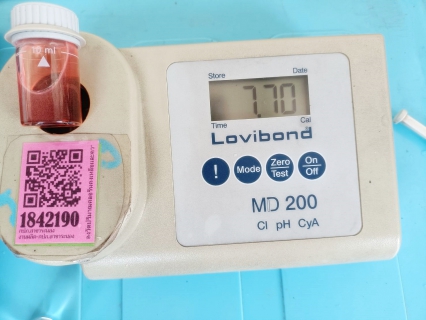 10 ml
Store
Date
7.70
Time
Cal
Lovibond
!
Mode
Zero
Test
On
Off
MD 200
Cl pH CyA
1842190